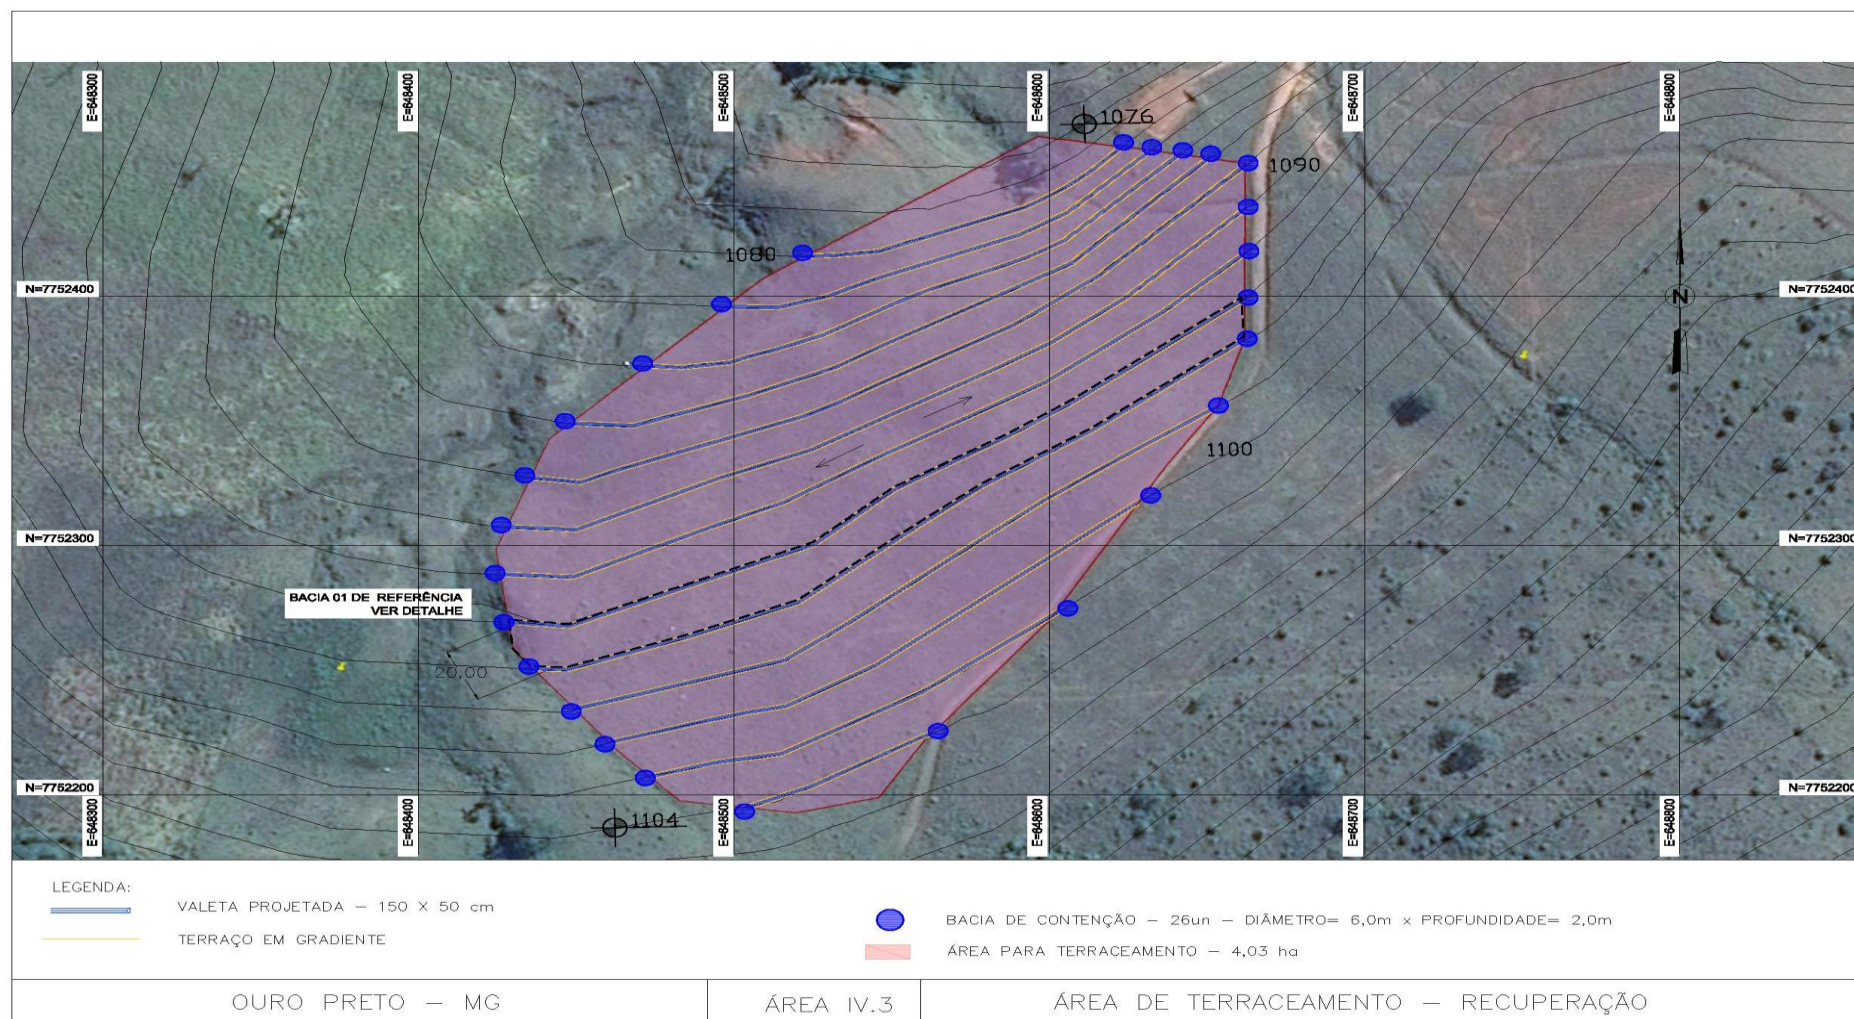 E=648300
E=648400
E=648500
E=648600
E=648700
E=648800
1076
1090
1080
N=7752400
N=7752400
N
1100
N=7752300
N=7752300
BACIA 01 DE REFERÊNCIA
VER DETALHE
20,00
N=7752200
N=7752200
1104
E=648300
E=648400
E=648500
E=648600
E=648700
E=648800
LEGENDA:
VALETA PROJETADA – 150 X 50 cm
TERRAÇO EM GRADIENTE
BACIA DE CONTENÇÃO – 26un – DIÂMETRO= 6,0m x PROFUNDIDADE= 2,0m
ÁREA PARA TERRACEAMENTO – 4,03 ha
OURO PRETO – MG
ÁREA IV.3
ÁREA DE TERRACEAMENTO – RECUPERAÇÃO